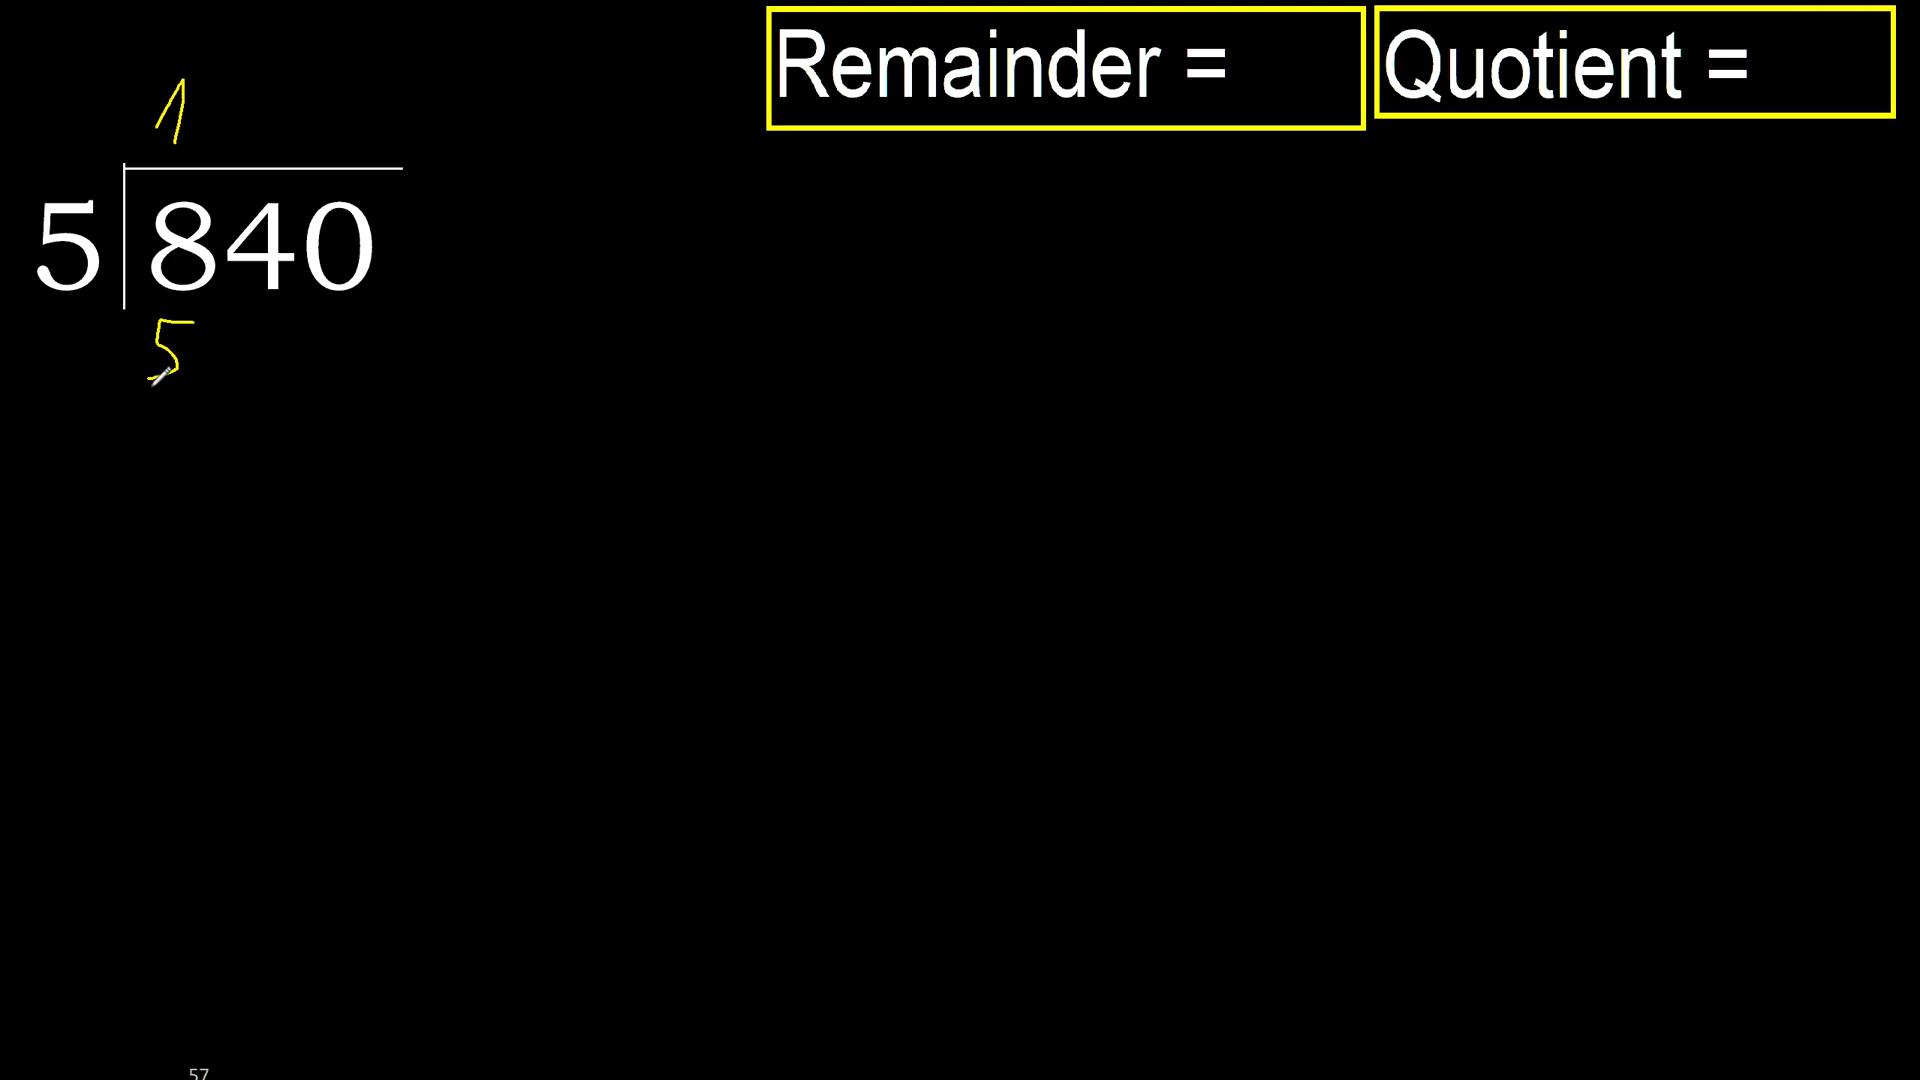 Remainder =
Quotient =
1
5 840
5
57